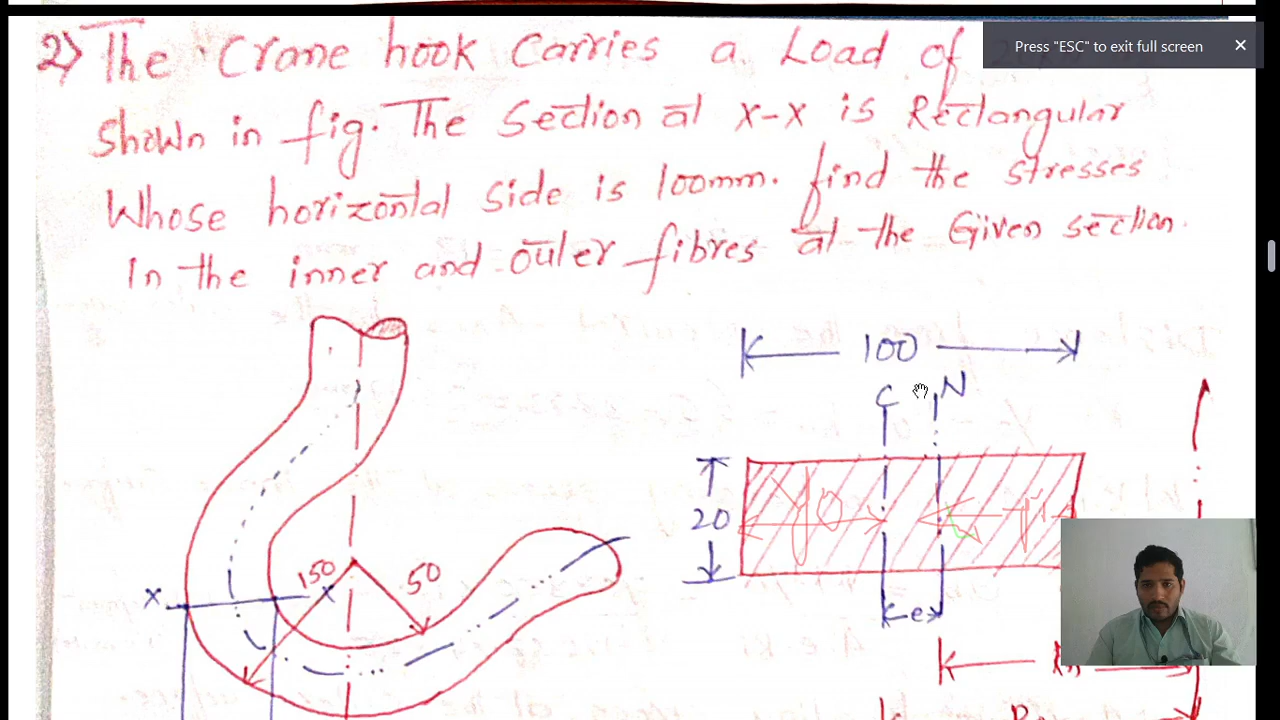 2) The Crane hook Carries a Load of
Press "ESC" to exit full screen ×
shown in fig. The section at x-x is Rectangular
Whose horizontal side is 100mm. find the stresses
In the inner and outer fibres at the Given section.
100
C N
20
yo yi
150
50
x x
e